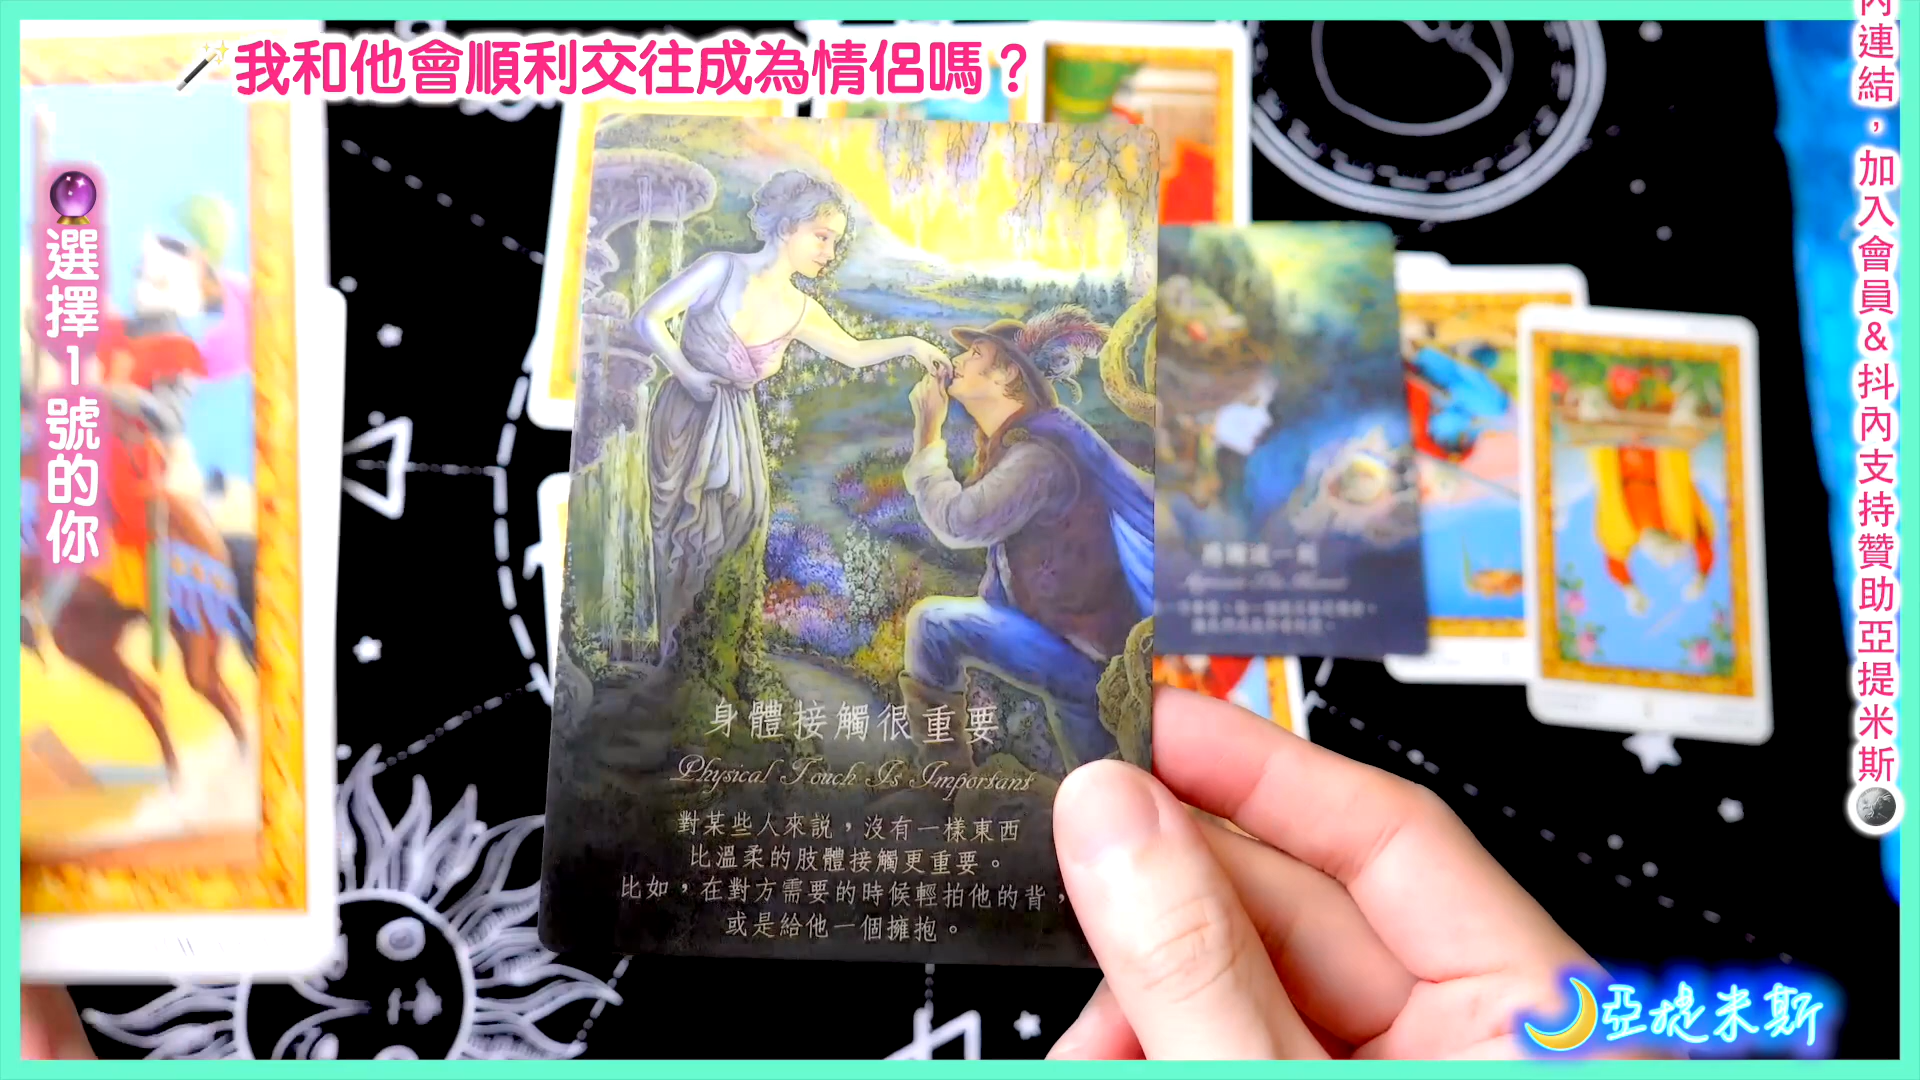 我和他會順利交往成為情侶嗎？
選擇1號的你
內連結，加入會員&抖內支持贊助亞提米斯
身體接觸很重要
Physical Touch Is Important
對某些人來說，沒有一樣東西
比溫柔的肢體接觸更重要。
比如，在對方需要的時候輕拍他的背，
或是給他一個擁抱。
亞提米斯